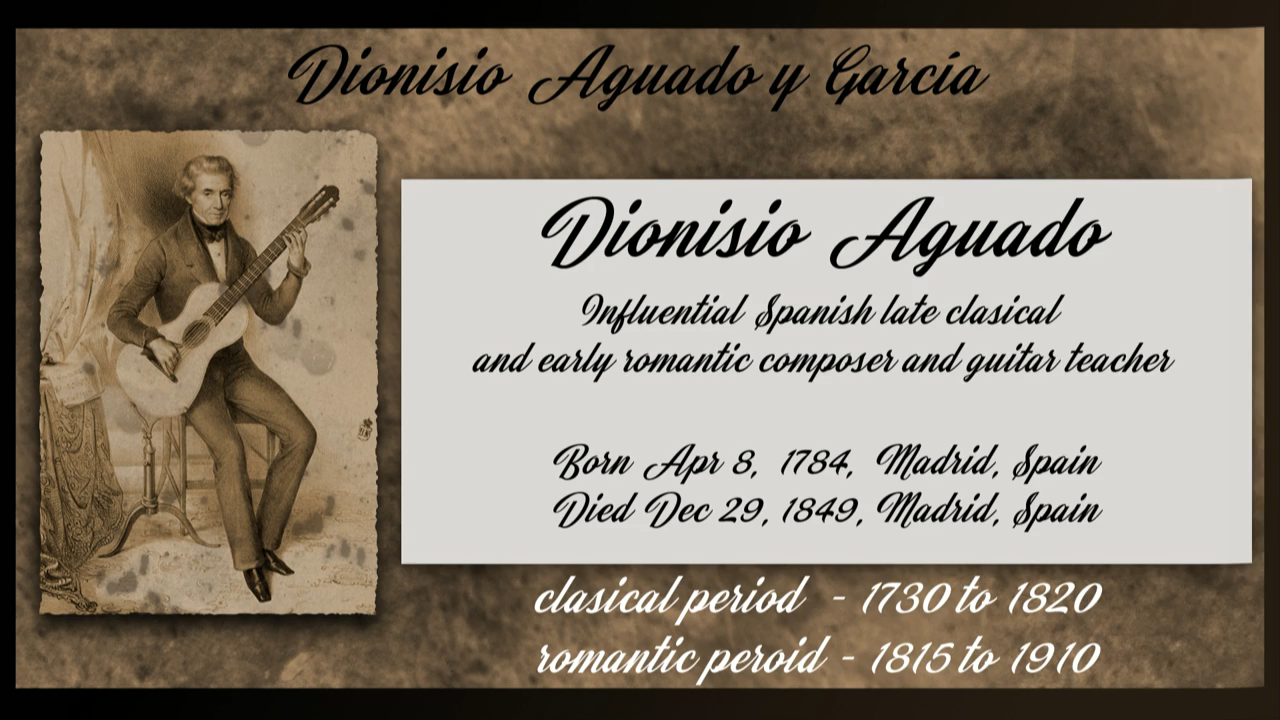 Dionisio Aguado y García
Dionisio Aguado
Influential Spanish late clasical
and early romantic composer and guitar teacher
Born Apr 8, 1784, Madrid, Spain
Died Dec 29, 1849, Madrid, Spain
clasical period - 1730 to 1820
romantic peroid - 1815 to 1910